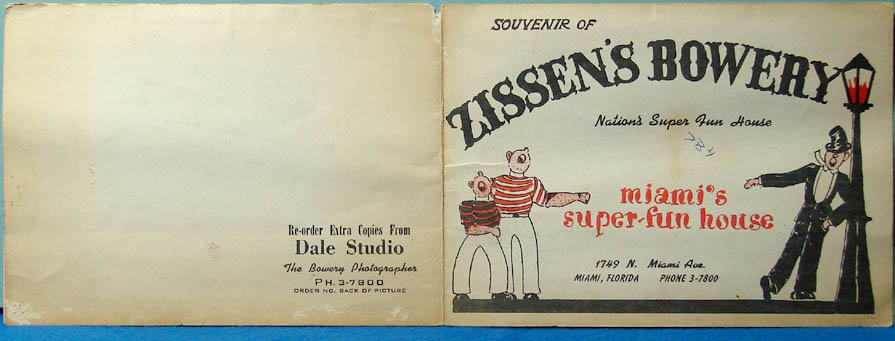 Re-order Extra Copies From
Dale Studio
The Bowery Photographer
PH. 3-7800
ORDER NO. BACK OF PICTURE
SOUVENIR OF
ZISSEN'S BOWERY
Nation's Super Fun House
miami's
super-fun house
1749 N. Miami Ave.
MIAMI, FLORIDA PHONE 3-7800